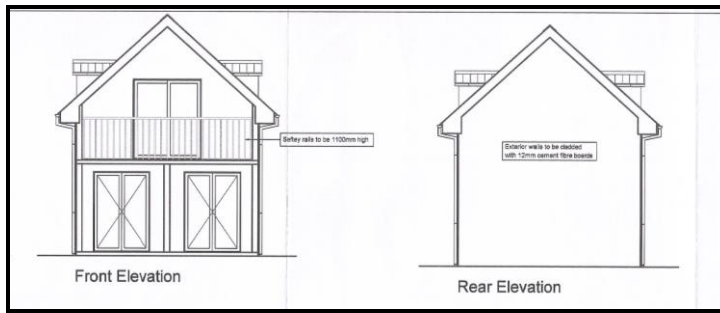 Saftey rails to be 1100mm high
Exterior walls to be cladded
with 12mm cement fibre boards
Front Elevation
Rear Elevation